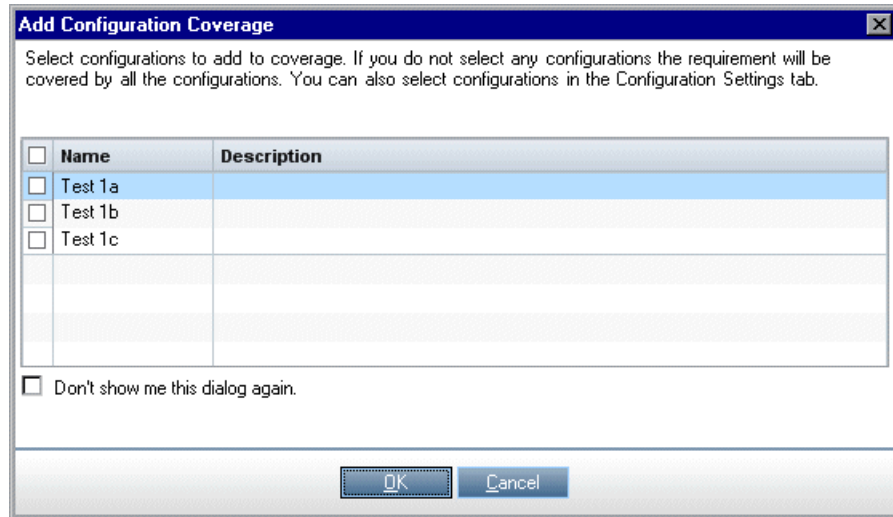 Add Configuration Coverage
Select configurations to add to coverage. If you do not select any configurations the requirement will be
covered by all the configurations. You can also select configurations in the Configuration Settings tab.
Name Description
Test 1a
Test 1b
Test 1c
Don't show me this dialog again.
OK Cancel